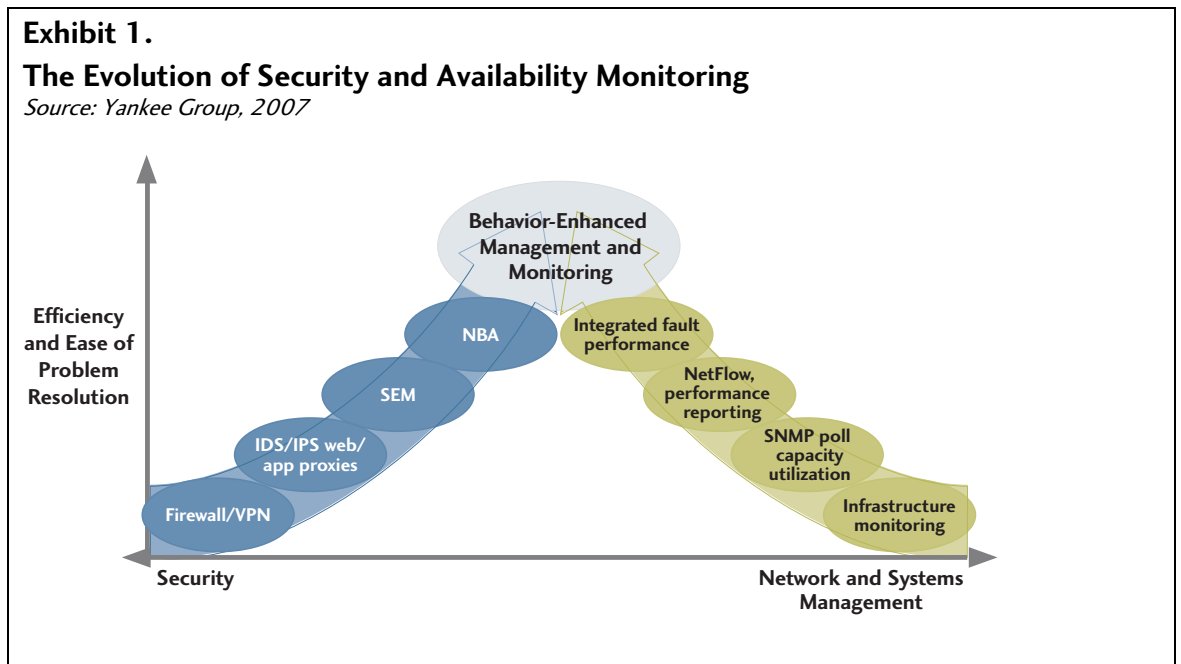 Exhibit 1.
The Evolution of Security and Availability Monitoring
Source: Yankee Group, 2007
Behavior-Enhanced
Management and
Monitoring
Efficiency
and Ease of
Problem
Resolution
NBA
Integrated fault
performance
SEM
NetFlow,
performance
reporting
IDS/IPS web/
app proxies
SNMP poll
capacity
utilization
Firewall/VPN
Infrastructure
monitoring
Security
Network and Systems
Management